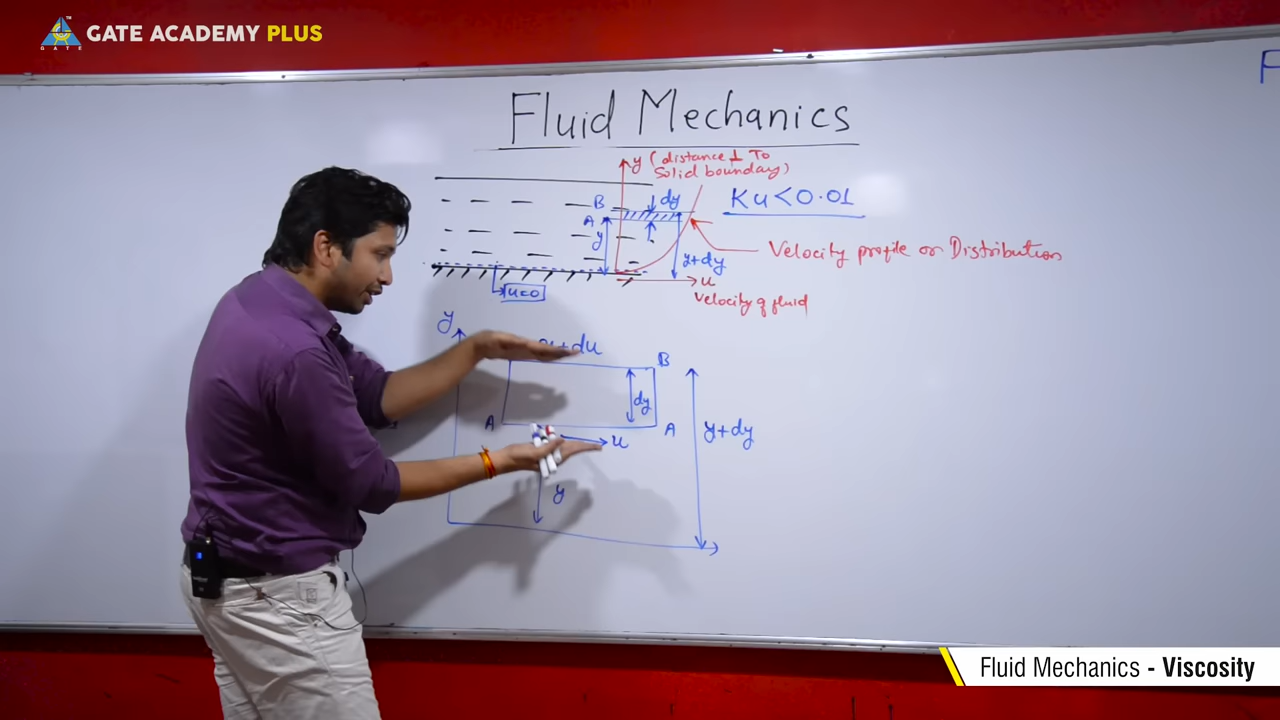 GATE ACADEMY PLUS
GATE
F
Fluid Mechanics
y (distance ⊥ To
Solid boundary)
Ku<0.01
B
dy
A
y
Velocity profile or Distribution
y+dy
u
u=0
Velocity of fluid
y
u+du
B
dy
A
A
u
y+dy
y
Fluid Mechanics - Viscosity